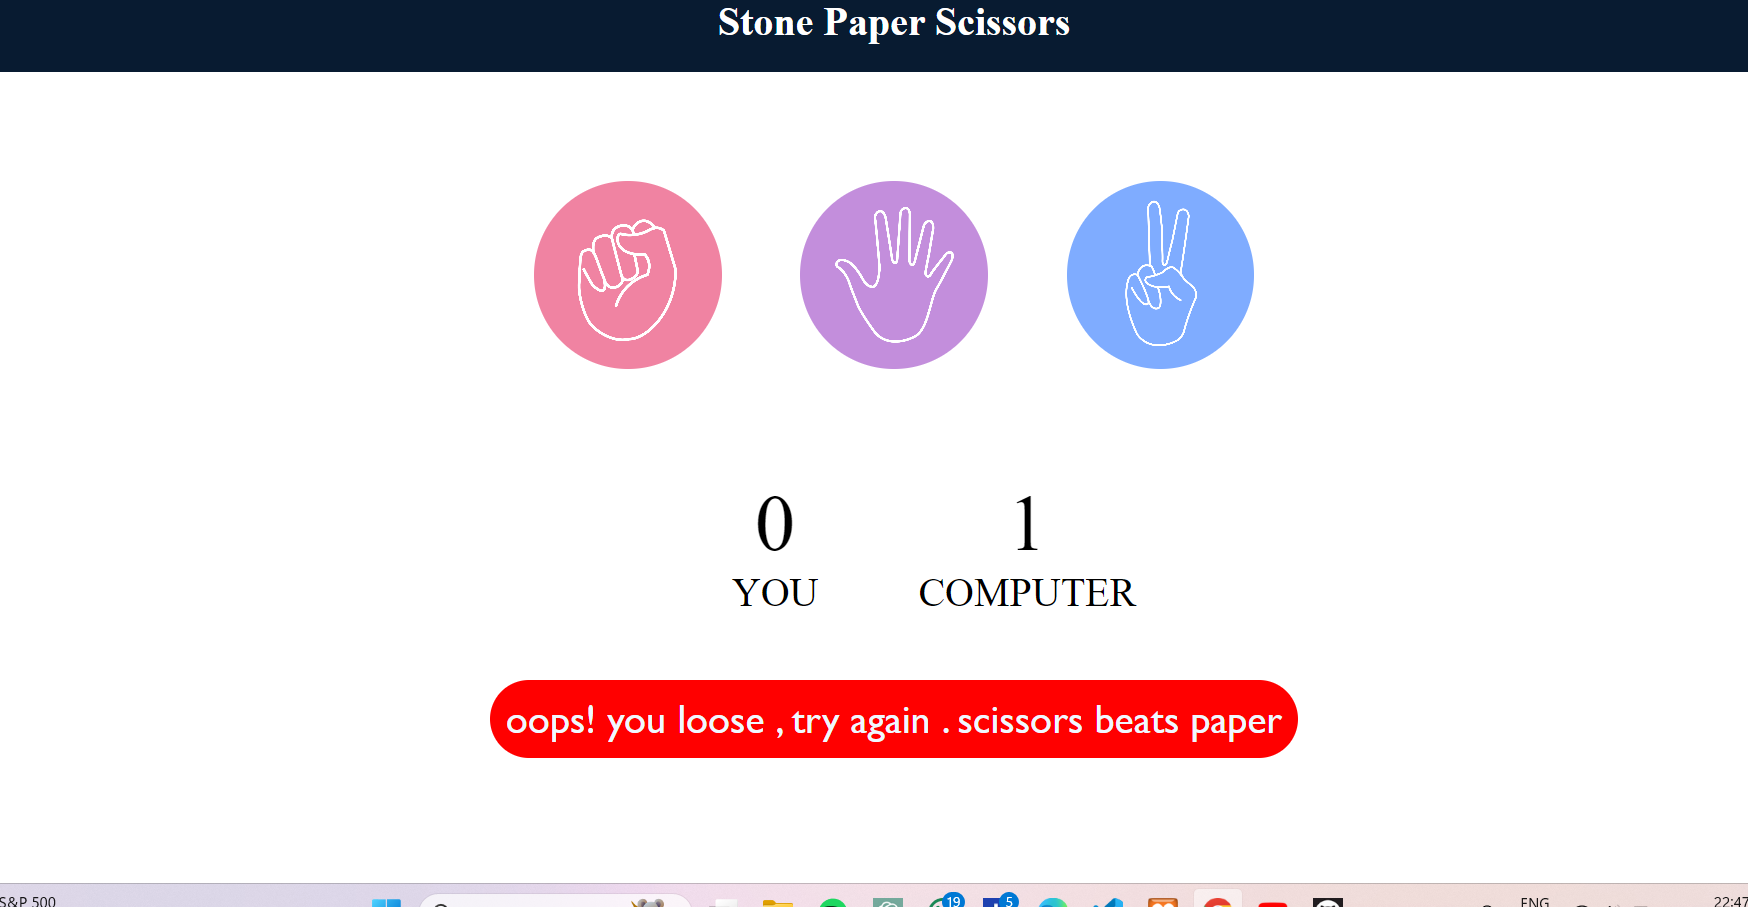 Stone Paper Scissors
0 1
YOU COMPUTER
oops! you loose , try again . scissors beats paper
S&P 500
19
5
ENG
22:47